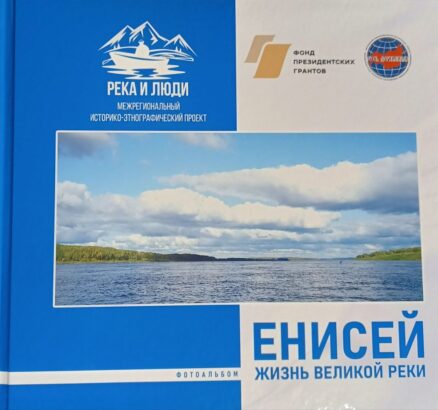 РЕКА И ЛЮДИ
МЕЖРЕГИОНАЛЬНЫЙ
ИСТОРИКО-ЭТНОГРАФИЧЕСКИЙ ПРОЕКТ
ФОНД
ПРЕЗИДЕНТСКИХ
ГРАНТОВ
ФОТОАЛЬБОМ
ЕНИСЕЙ
ЖИЗНЬ ВЕЛИКОЙ РЕКИ